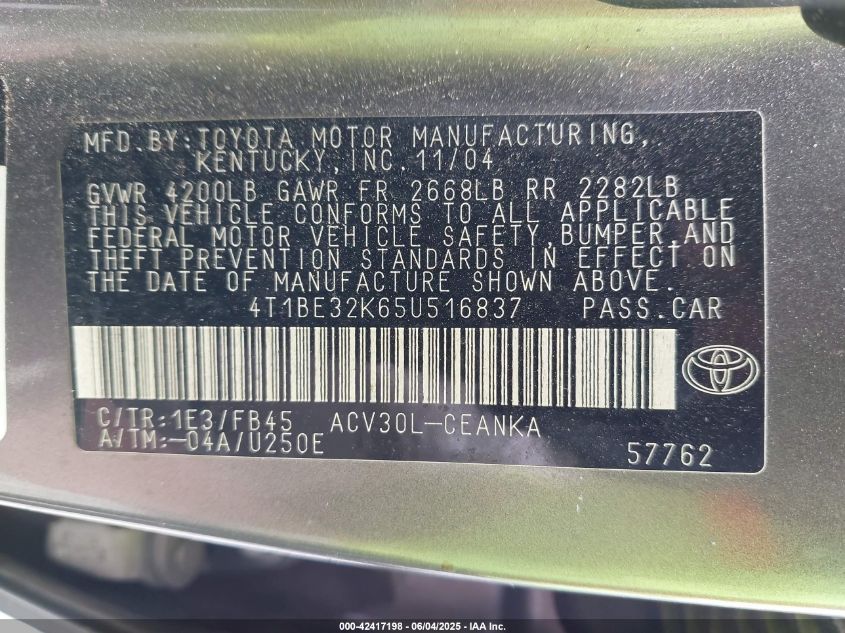 MFD.BY:TOYOTA MOTOR MANUFACTURING,
KENTUCKY,INC.11/04
GVWR 4200LB GAWR FR 2668LB RR 2282LB
THIS VEHICLE CONFORMS TO ALL APPLICABLE
FEDERAL MOTOR VEHICLE SAFETY,BUMPER,AND
THEFT PREVENTION STANDARDS IN EFFECT ON
THE DATE OF MANUFACTURE SHOWN ABOVE.
4T1BE32K65U516837 PASS.CAR
C/TR:1E3/FB45 ACV30L-CEANKA
A/TM:-04A/U250E
57762
000-42417198 - 06/04/2025 - IAA Inc.